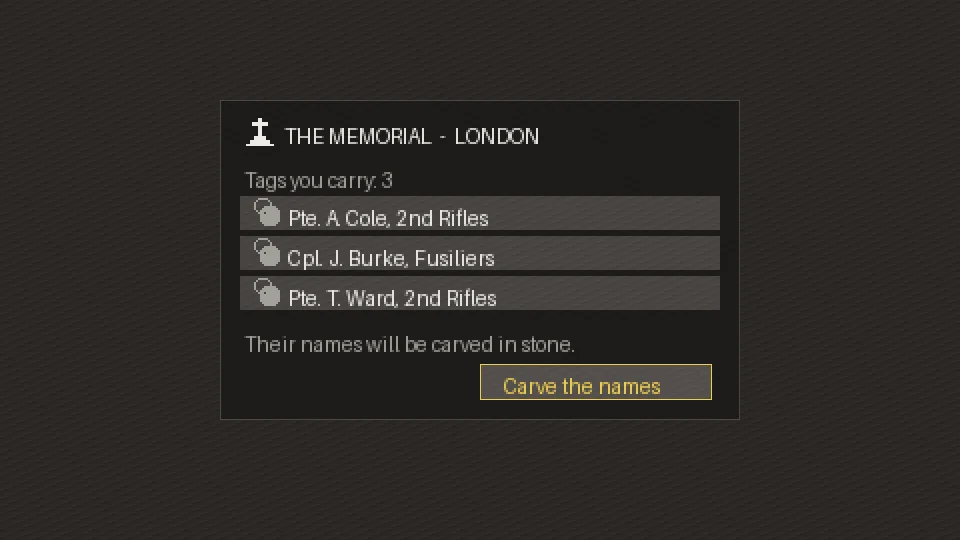 THE MEMORIAL - LONDON
Tags you carry: 3
Pte. A Cole, 2nd Rifles
Cpl. J. Burke, Fusiliers
Pte. T. Ward, 2nd Rifles
Their names will be carved in stone.
Carve the names